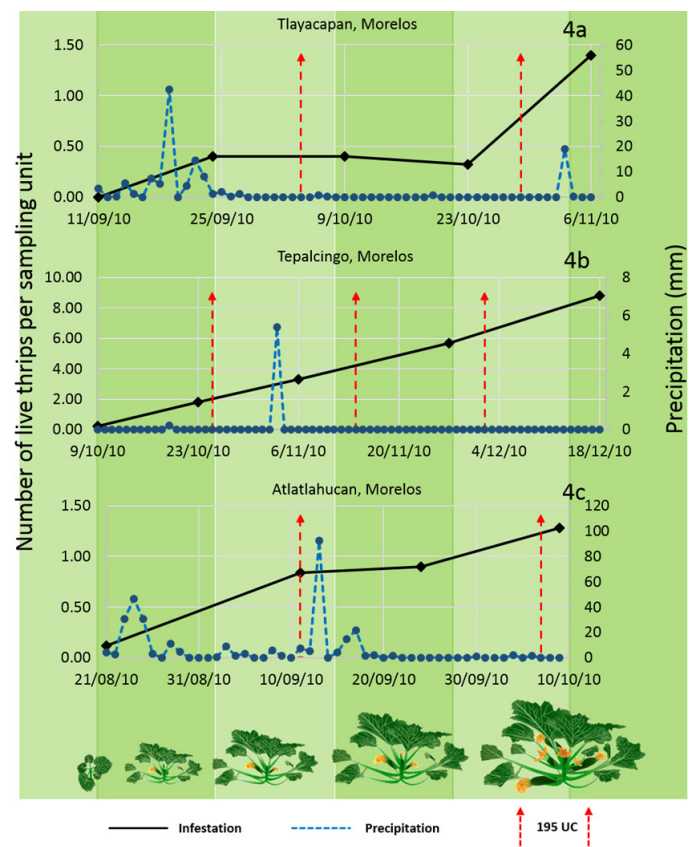 Tlayacapan, Morelos
4a
1.50
1.00
0.50
0.00
60
50
40
30
20
10
0
11/09/10 25/09/10 9/10/10 23/10/10 6/11/10
Number of live thrips per sampling unit
Precipitation (mm)
Tepalcingo, Morelos
4b
10.00
8.00
6.00
4.00
2.00
0.00
8
6
4
2
0
9/10/10 23/10/10 6/11/10 20/11/10 4/12/10 18/12/10
Atlatlahucan, Morelos
4c
1.50
1.00
0.50
0.00
120
100
80
60
40
20
0
21/08/10 31/08/10 10/09/10 20/09/10 30/09/10 10/10/10
Infestation Precipitation 195 UC